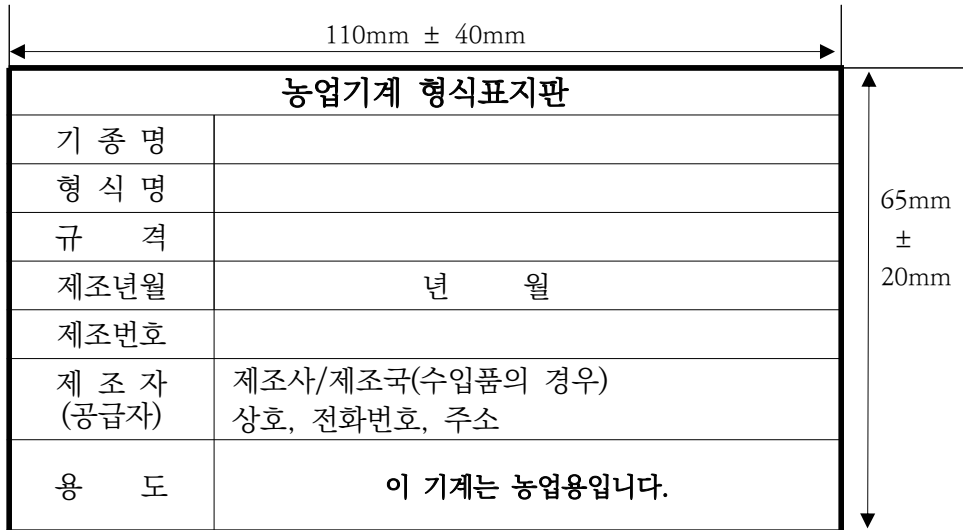 110mm ± 40mm
농업기계 형식표지판
기 종 명
형 식 명
65mm
±
20mm
규 격
제조년월 년 월
제조번호
제 조 자
(공급자)
제조사/제조국(수입품의 경우)
상호, 전화번호, 주소
용 도 이 기계는 농업용입니다.